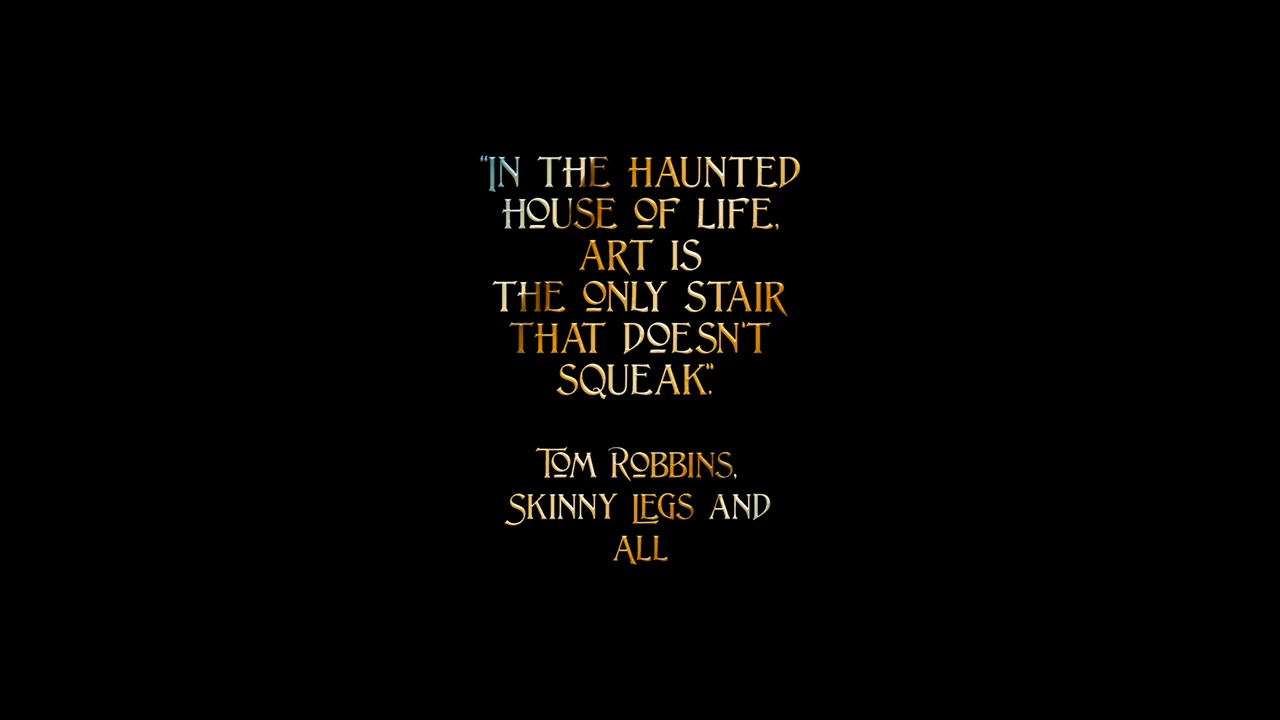 "In the haunted
house of life,
art is
the only stair
that doesn't
squeak."
Tom Robbins,
Skinny Legs and
All